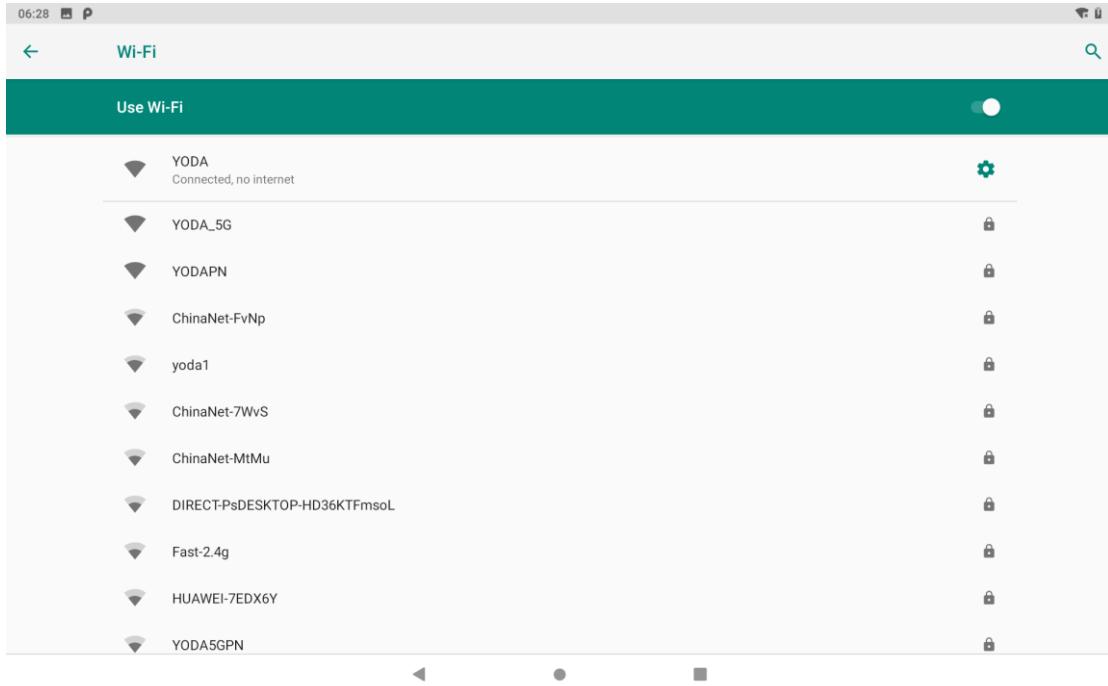 06:28
Wi-Fi
Use Wi-Fi
YODA
Connected, no internet
YODA_5G
YODAPN
ChinaNet-FvNp
yoda1
ChinaNet-7WvS
ChinaNet-MtMu
DIRECT-PsDESKTOP-HD36KTFmsoL
Fast-2.4g
HUAWEI-7EDX6Y
YODA5GPN